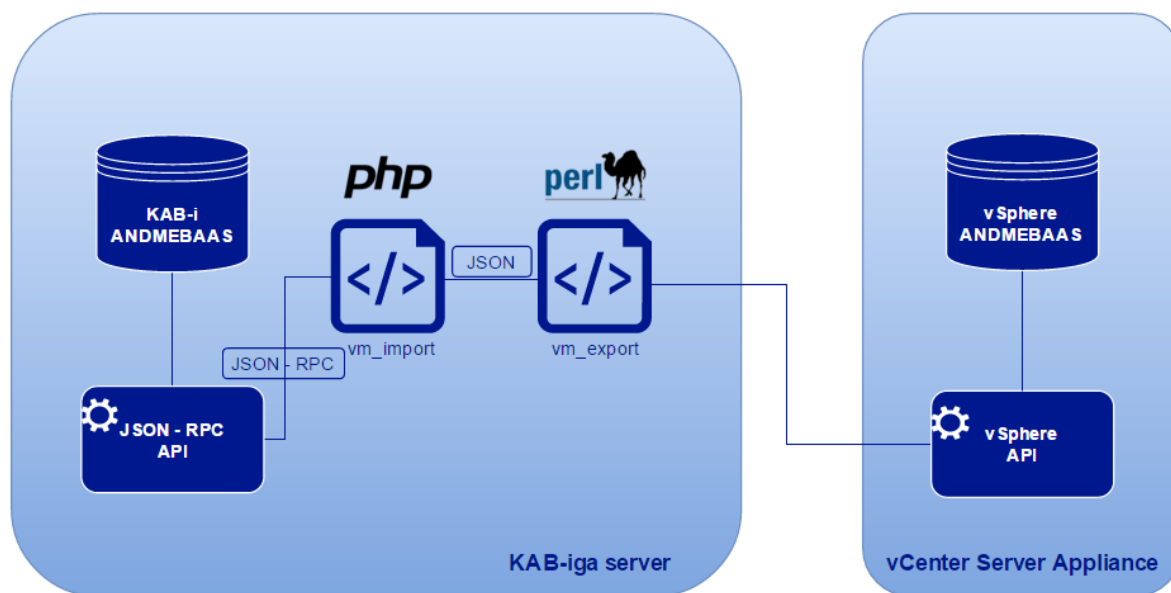 php
perl
KAB-i
ANDMEBAAS
</>
JSON
</>
vm_import
vm_export
JSON - RPC
JSON - RPC
API
KAB-iga server
vSphere
ANDMEBAAS
vSphere
API
vCenter Server Appliance